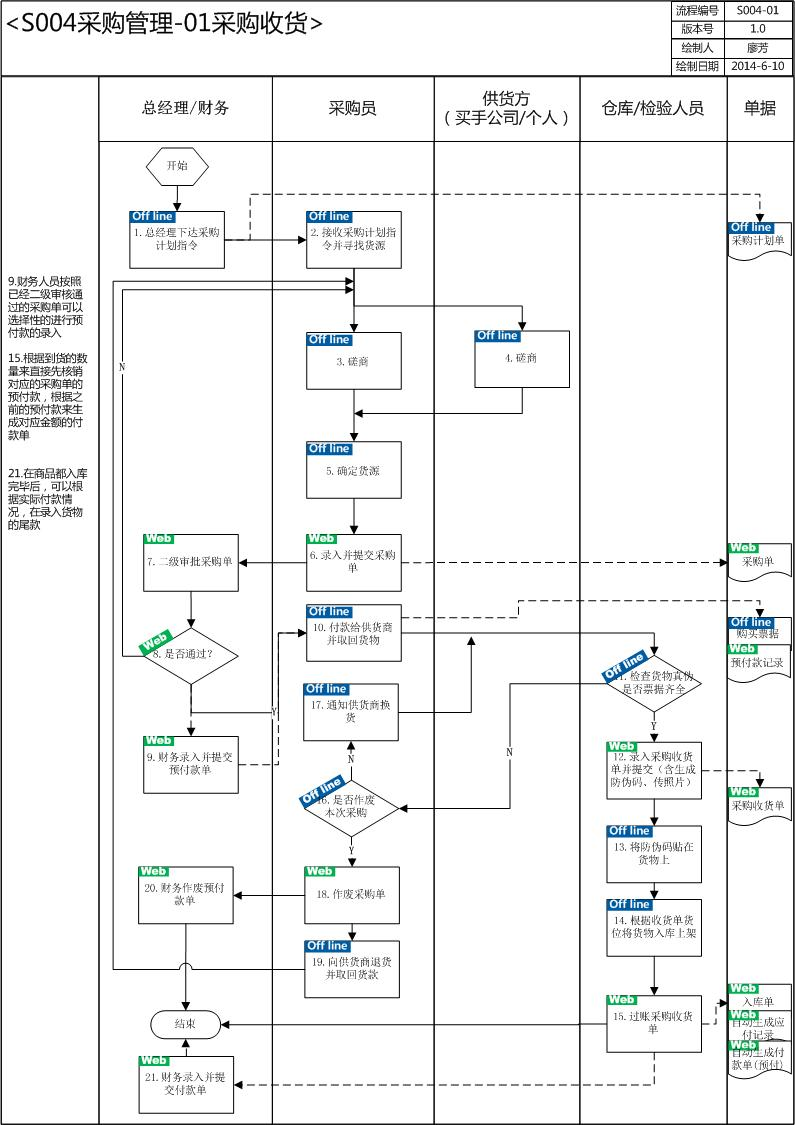 <S004采购管理-01采购收货>
流程编号
S004-01
版本号
1.0
绘制人
廖芳
绘制日期
2014-6-10
总经理/财务
采购员
供货方
（买手公司/个人）
仓库/检验人员
单据
开始
Off line
1.总经理下达采购
计划指令
Off line
2.接收采购计划指
令并寻找货源
Off line
采购计划单
9.财务人员按照
已经二级审核通
过的采购单可以
选择性的进行预
付款的录入
15.根据到货的数
量来直接先核销
对应的采购单的
预付款，根据之
前的预付款来生
成对应金额的付
款单
21.在商品都入库
完毕后，可以根
据实际付款情
况，在录入货物
的尾款
N
Off line
3.磋商
Off line
4.磋商
Off line
5.确定货源
Web
7.二级审批采购单
Web
6.录入并提交采购
单
Web
采购单
Web
8.是否通过？
Off line
10.付款给供货商
并取回货物
Off line
购买票据
Web
预付款记录
Off line
11.检查货物真伪
是否票据齐全
Y
Y
Off line
17.通知供货商换
货
N
N
Web
9.财务录入并提交
预付款单
Web
12.录入采购收货
单并提交（含生成
防伪码、传照片）
Web
采购收货单
Off line
16.是否作废
本次采购
Y
Off line
13.将防伪码贴在
货物上
Web
20.财务作废预付
款单
Web
18.作废采购单
Off line
14.根据收货单货
位将货物入库上架
Off line
19.向供货商退货
并取回货款
结束
Web
15.过账采购收货
单
Web
入库单
Web
自动生成应
付记录
Web
自动生成付
款单(预付)
Web
21.财务录入并提
交付款单